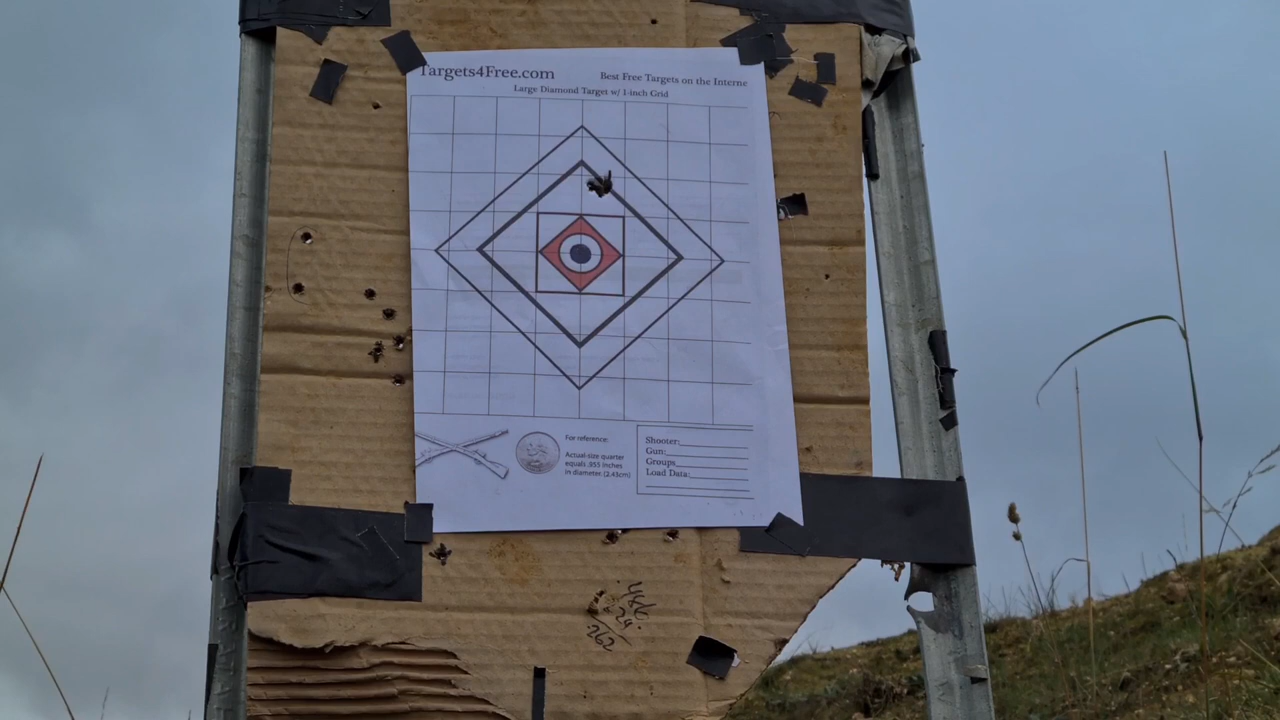 Targets4Free.com
Best Free Targets on the Interne
Large Diamond Target w/ 1-inch Grid
For reference:
Actual-size quarter
equals .955 inches
in diameter. (2.43cm)
Shooter:
Gun:
Groups
Load Data:
262